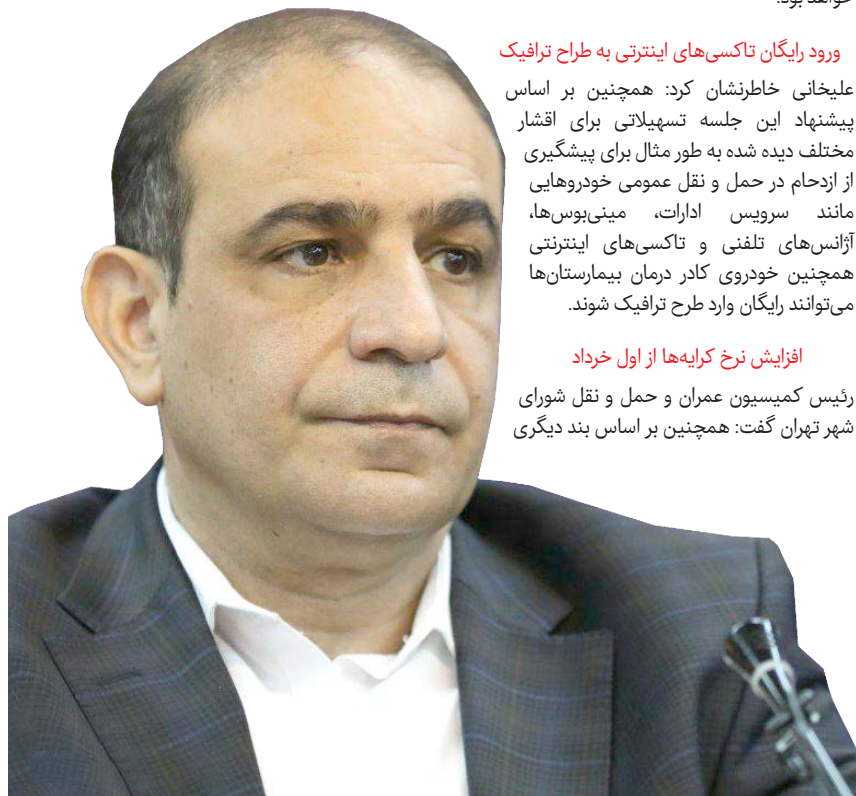 خواهد بود.
ورود رایگان تاکسی‌های اینترتی به طراح ترافیک
علیخانی خاطرنشان کرد: همچنین بر اساس
پیشنهاد این جلسه تسهیلاتی برای اقشار
مختلف دیده شده به طور مثال برای پیشگیری
از ازدحام در حمل و نقل عمومی خودروهایی
مانند سرویس ادارات، مینی‌بوس‌ها،
آژانس‌های تلفنی و تاکسی‌های اینترنتی
همچنین خودروی کادر درمان بیمارستان‌ها
می‌توانند رایگان وارد طرح ترافیک شوند.
افزایش نرخ کرایه‌ها از اول خرداد
رئیس کمیسیون عمران و حمل و نقل شورای
شهر تهران گفت: همچنین بر اساس بند دیگری